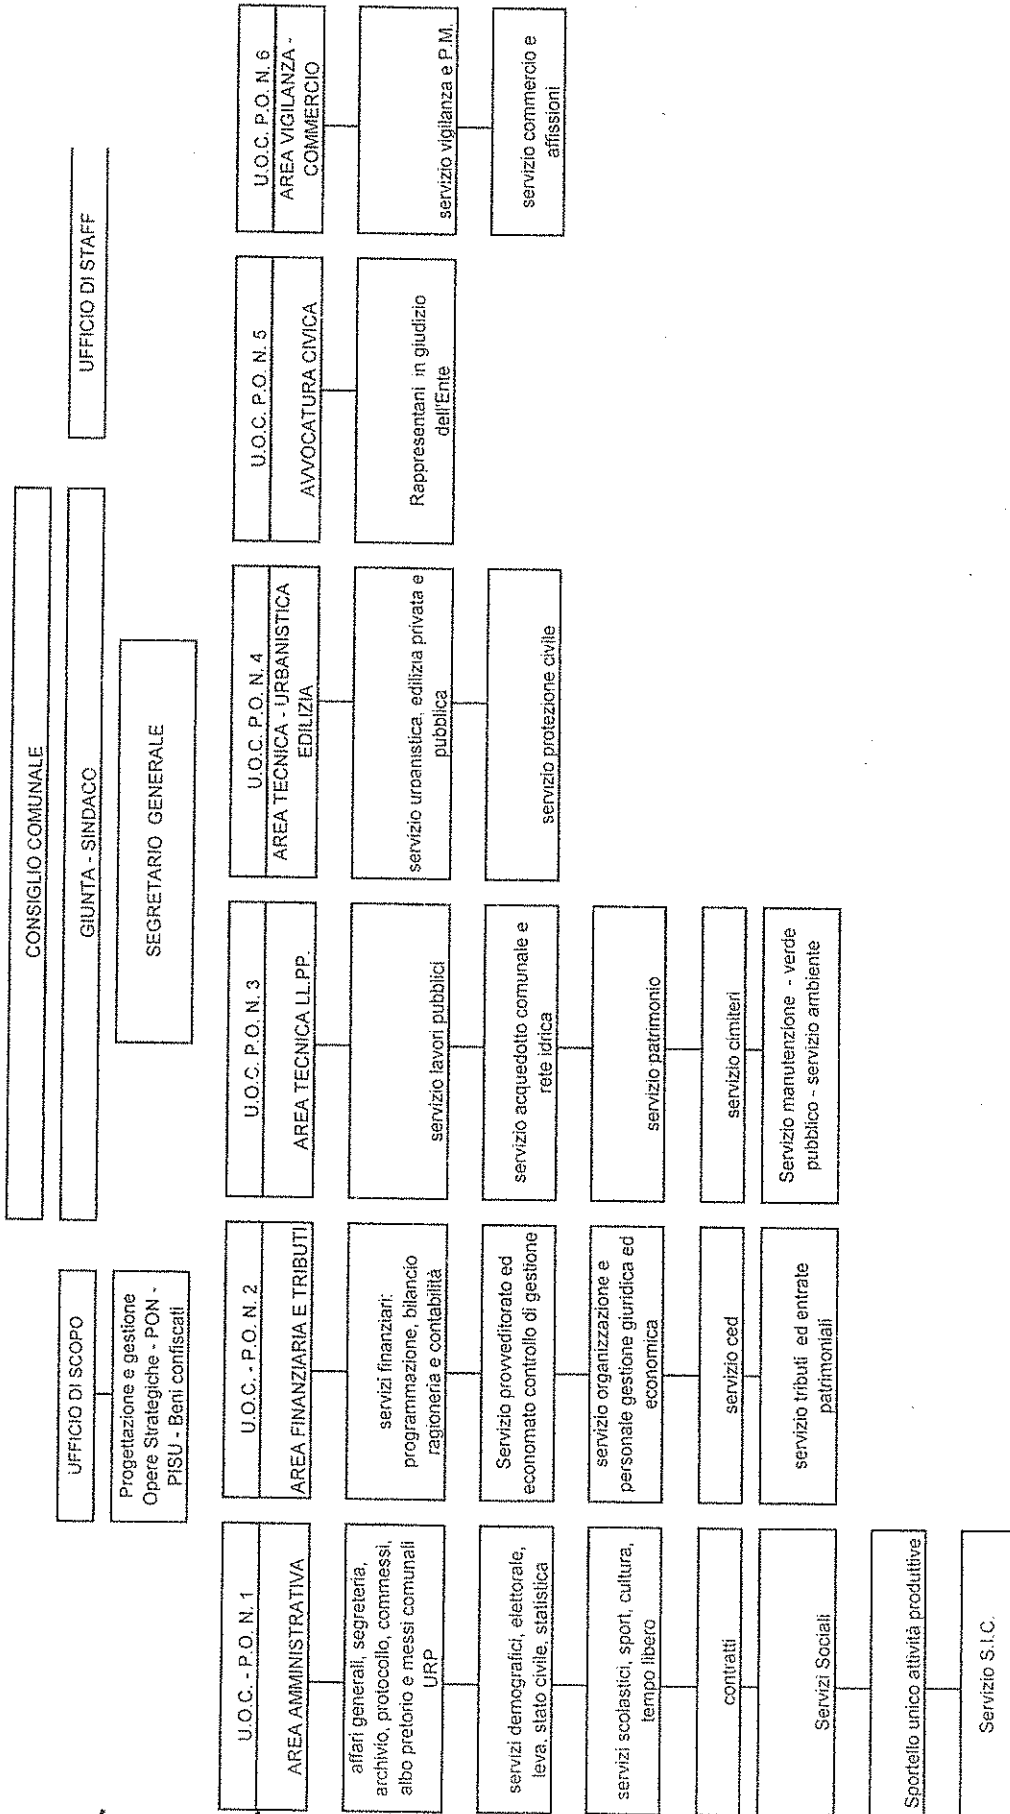 CONSIGLIO COMUNALE
GIUNTA - SINDACO
SEGRETARIO GENERALE
UFFICIO DI STAFF
UFFICIO DI SCOPO
Progettazione e gestione
Opere Strategiche - PON -
PISU - Beni confiscati
U.O.C. - P.O. N. 1
AREA AMMINISTRATIVA
affari generali, segreteria,
archivio, protocollo, commessi,
albo pretorio e messi comunali
URP
servizi demografici, elettorale,
leva, stato civile, statistica
servizi scolastici, sport, cultura,
tempo libero
contratti
Servizi Sociali
Sportello unico attività produttive
Servizio S.I.C.
U.O.C. - P.O. N. 2
AREA FINANZIARIA E TRIBUTI
servizi finanziari:
programmazione, bilancio
ragioneria e contabilità
Servizio provveditorato ed
economato controllo di gestione
servizio organizzazione e
personale gestione giuridica ed
economica
servizio ced
servizio tributi ed entrate
patrimoniali
U.O.C. P.O. N. 3
AREA TECNICA LL.PP.
servizio lavori pubblici
servizio acquedotto comunale e
rete idrica
servizio patrimonio
servizio cimiteri
Servizio manutenzione - verde
pubblico - servizio ambiente
U.O.C. P.O. N. 4
AREA TECNICA - URBANISTICA
EDILIZIA
servizio urbanistica, edilizia privata e
pubblica
servizio protezione civile
U.O.C. P.O. N. 5
AVVOCATURA CIVICA
Rappresentani in giudizio
dell'Ente
U.O.C. P.O. N. 6
AREA VIGILANZA -
COMMERCIO
servizio vigilanza e P.M.
servizio commercio e
affissioni